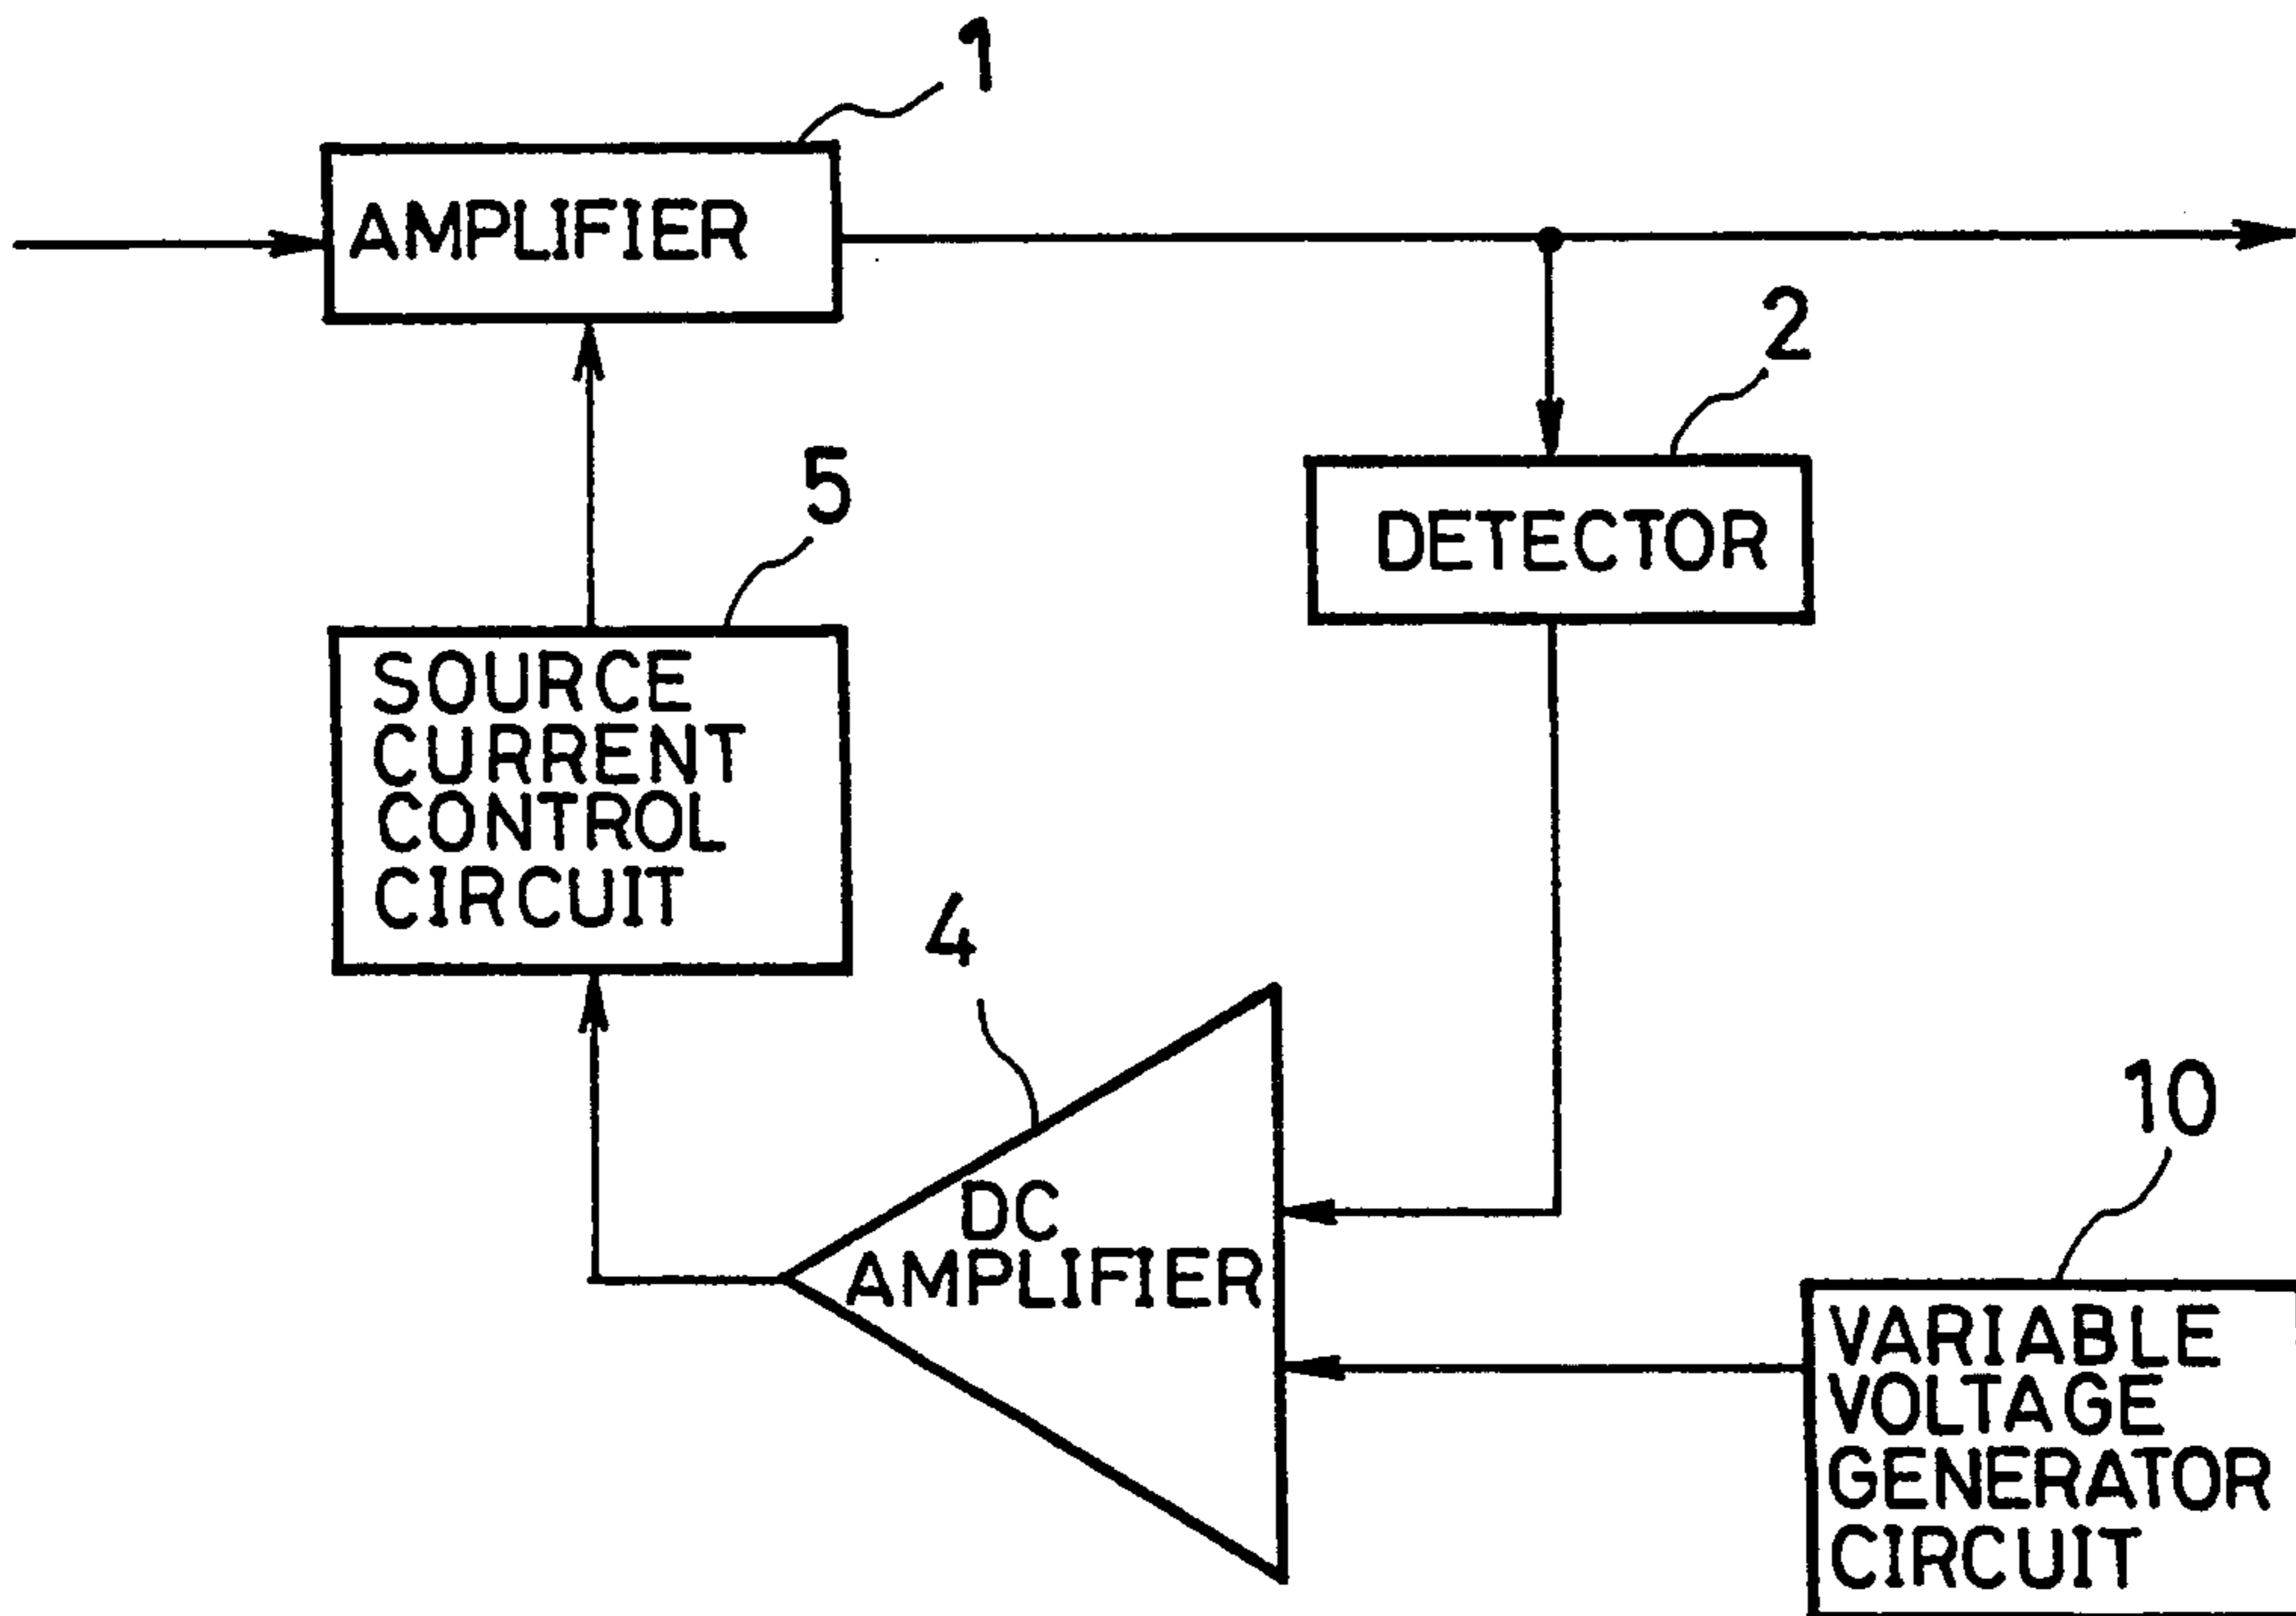 1
AMPLIFIER
2
DETECTOR
5
SOURCE
CURRENT
CONTROL
CIRCUIT
4
DC
AMPLIFIER
10
VARIABLE
VOLTAGE
GENERATOR
CIRCUIT